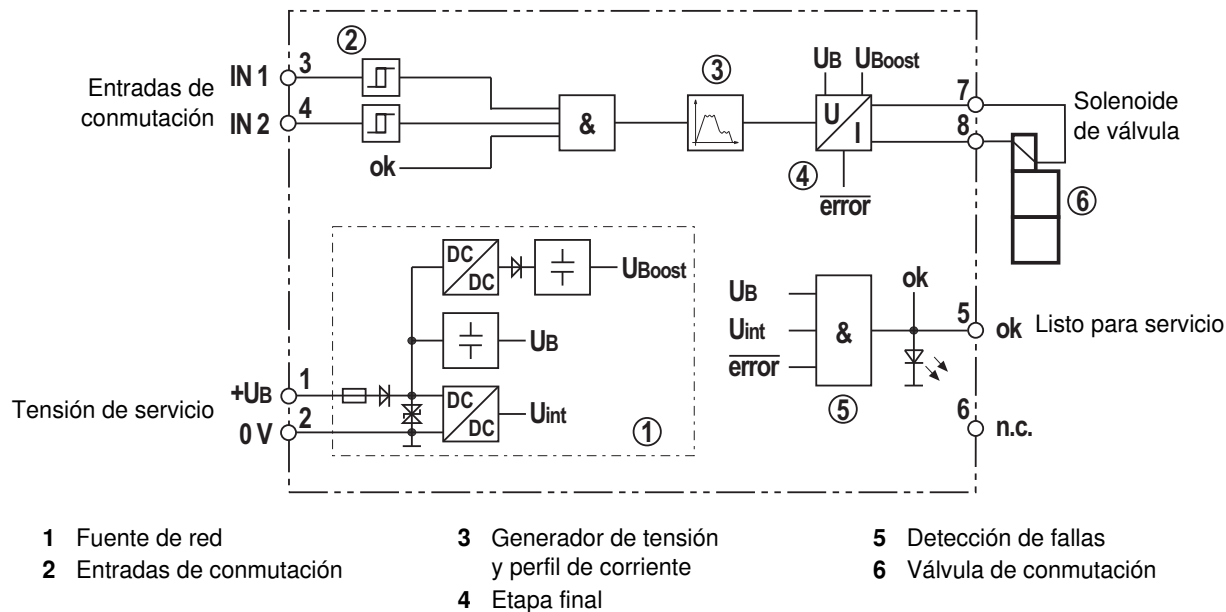 Entradas de
conmutación
IN 1
3
IN 2
4
②
ok
&
③
UB UBoost
U
I
④
error
7
8
Solenoide
de válvula
⑥
DC
DC
UBoost
UB
Tensión de servicio
+UB
1
0 V
2
DC
DC
Uint
①
UB
Uint
error
&
⑤
ok
5
ok
Listo para servicio
6
n.c.
1 Fuente de red
2 Entradas de conmutación
3 Generador de tensión
y perfil de corriente
4 Etapa final
5 Detección de fallas
6 Válvula de conmutación